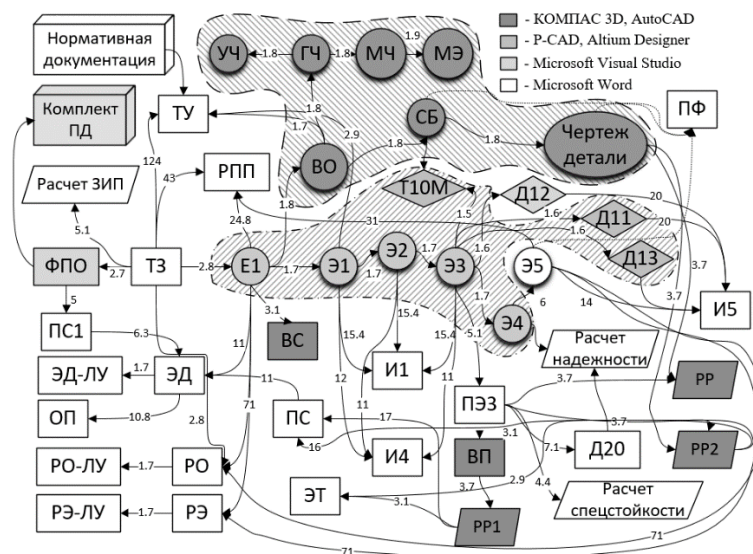 КОМПАС 3D, AutoCAD
P-CAD, Altium Designer
Microsoft Visual Studio
Microsoft Word
Нормативная
документация
УЧ
1.8
ГЧ
1.8
МЧ
1.9
МЭ
Комплект
ПД
ТУ
1.8
1.7
2.9
СБ
1.8
Чертеж
детали
ПФ
124
43
РПП
ВО
1.8
Расчет ЗИП
5.1
24.8
1.8
Т10М
1.5
31
Д12
20
1.6
Д11
20
1.6
1.6
Д13
3.7
ФПО
2.7
ТЗ
2.8
Е1
1.7
Э1
1.7
Э2
1.7
Э3
1.7
Э5
6
14
3.7
И5
5
3.1
ВС
Э4
ПС1
6.3
11
15.4
15.4
15.4
5.1
Расчет
надежности
ЭД-ЛУ
1.7
ЭД
11
И1
12
11
11
3.7
РР
ОП
10.8
2.8
71
ПС
17
ПЭ3
16
3.1
3.7
РО-ЛУ
1.7
РО
И4
ВП
7.1
Д20
РР2
ЭТ
2.9
3.7
4.4
Расчет
спецстойкости
РЭ-ЛУ
1.7
РЭ
3.1
РР1
71
71